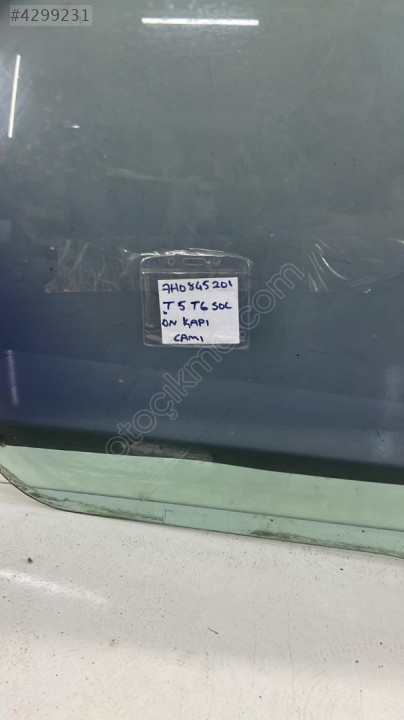 #4299231
7H0845201
T5 T6 SOL
ÖN KAPI
CAMI
otoçıkma.com